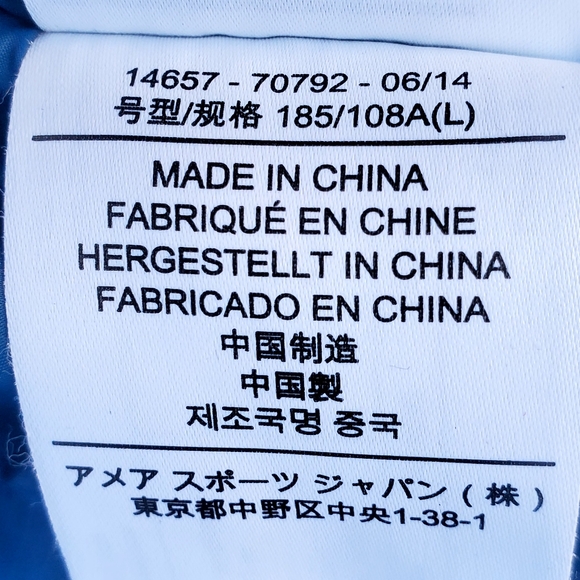 14657 - 70792 - 06/14
号型/规格 185/108A(L)
MADE IN CHINA
FABRIQUÉ EN CHINE
HERGESTELLT IN CHINA
FABRICADO EN CHINA
中国制造
中国製
제조국명 중국
アメア スポーツ ジャパン ( 株 )
東京都中野区中央1-38-1